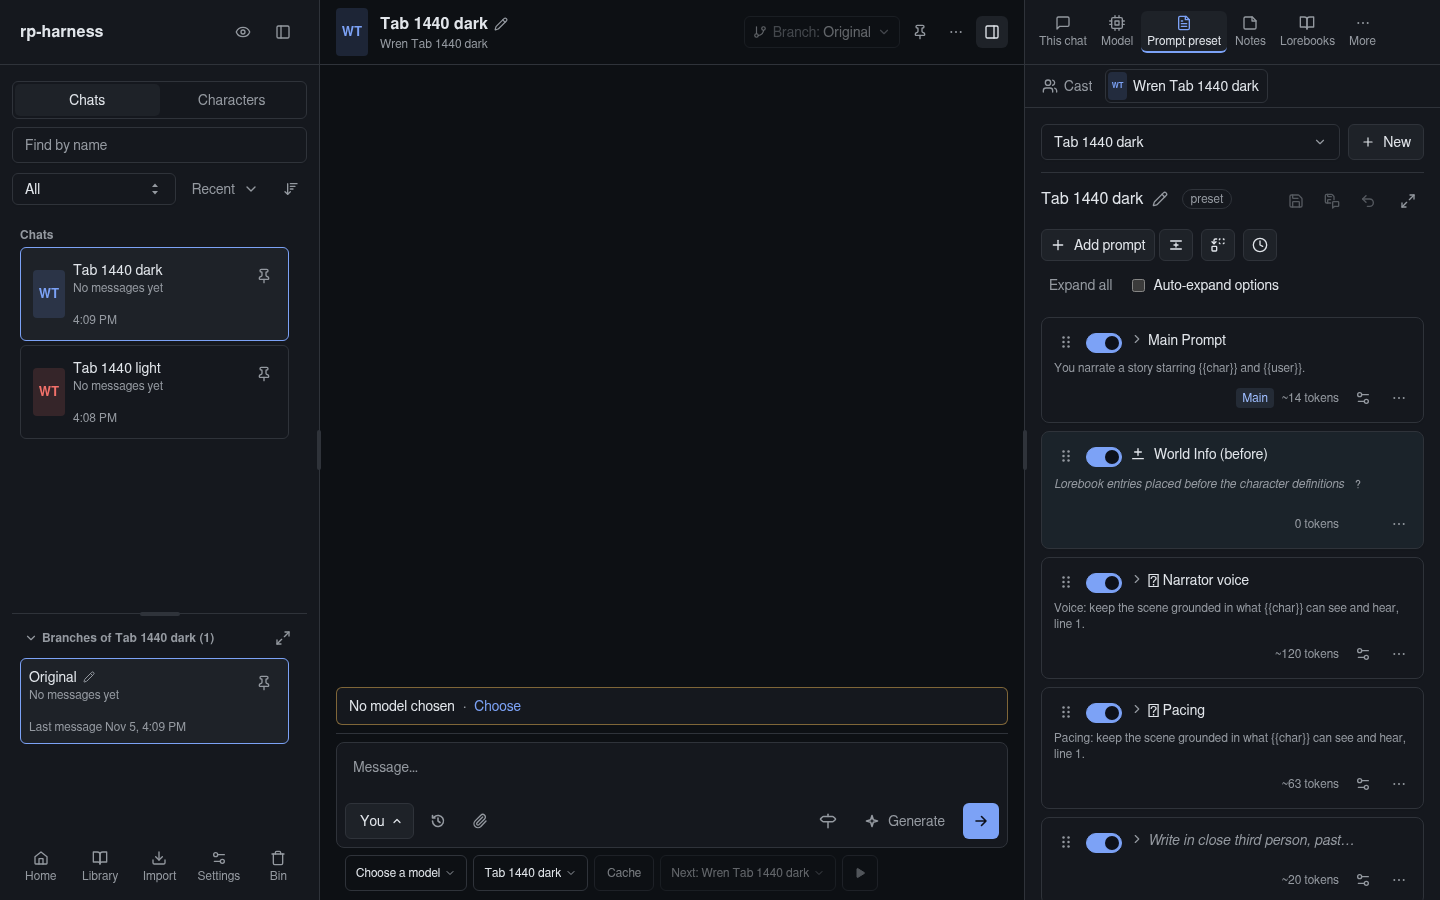 rp-harness
Chats
Characters
Find by name
All
Recent
Chats
WT
Tab 1440 dark
No messages yet
4:09 PM
WT
Tab 1440 light
No messages yet
4:08 PM
Branches of Tab 1440 dark (1)
Original
No messages yet
Last message Nov 5, 4:09 PM
Home
Library
Import
Settings
Bin
WT
Tab 1440 dark
Wren Tab 1440 dark
Branch: Original
No model chosen · Choose
Message...
You
Generate
Choose a model
Tab 1440 dark
Cache
Next: Wren Tab 1440 dark
This chat
Model
Prompt preset
Notes
Lorebooks
More
Cast
WT
Wren Tab 1440 dark
Tab 1440 dark
New
Tab 1440 dark
preset
Add prompt
Expand all
Auto-expand options
Main Prompt
You narrate a story starring {{char}} and {{user}}.
Main
~14 tokens
World Info (before)
Lorebook entries placed before the character definitions ?
0 tokens
Narrator voice
Voice: keep the scene grounded in what {{char}} can see and hear,
line 1.
~120 tokens
Pacing
Pacing: keep the scene grounded in what {{char}} can see and hear,
line 1.
~63 tokens
Write in close third person, past…
~20 tokens